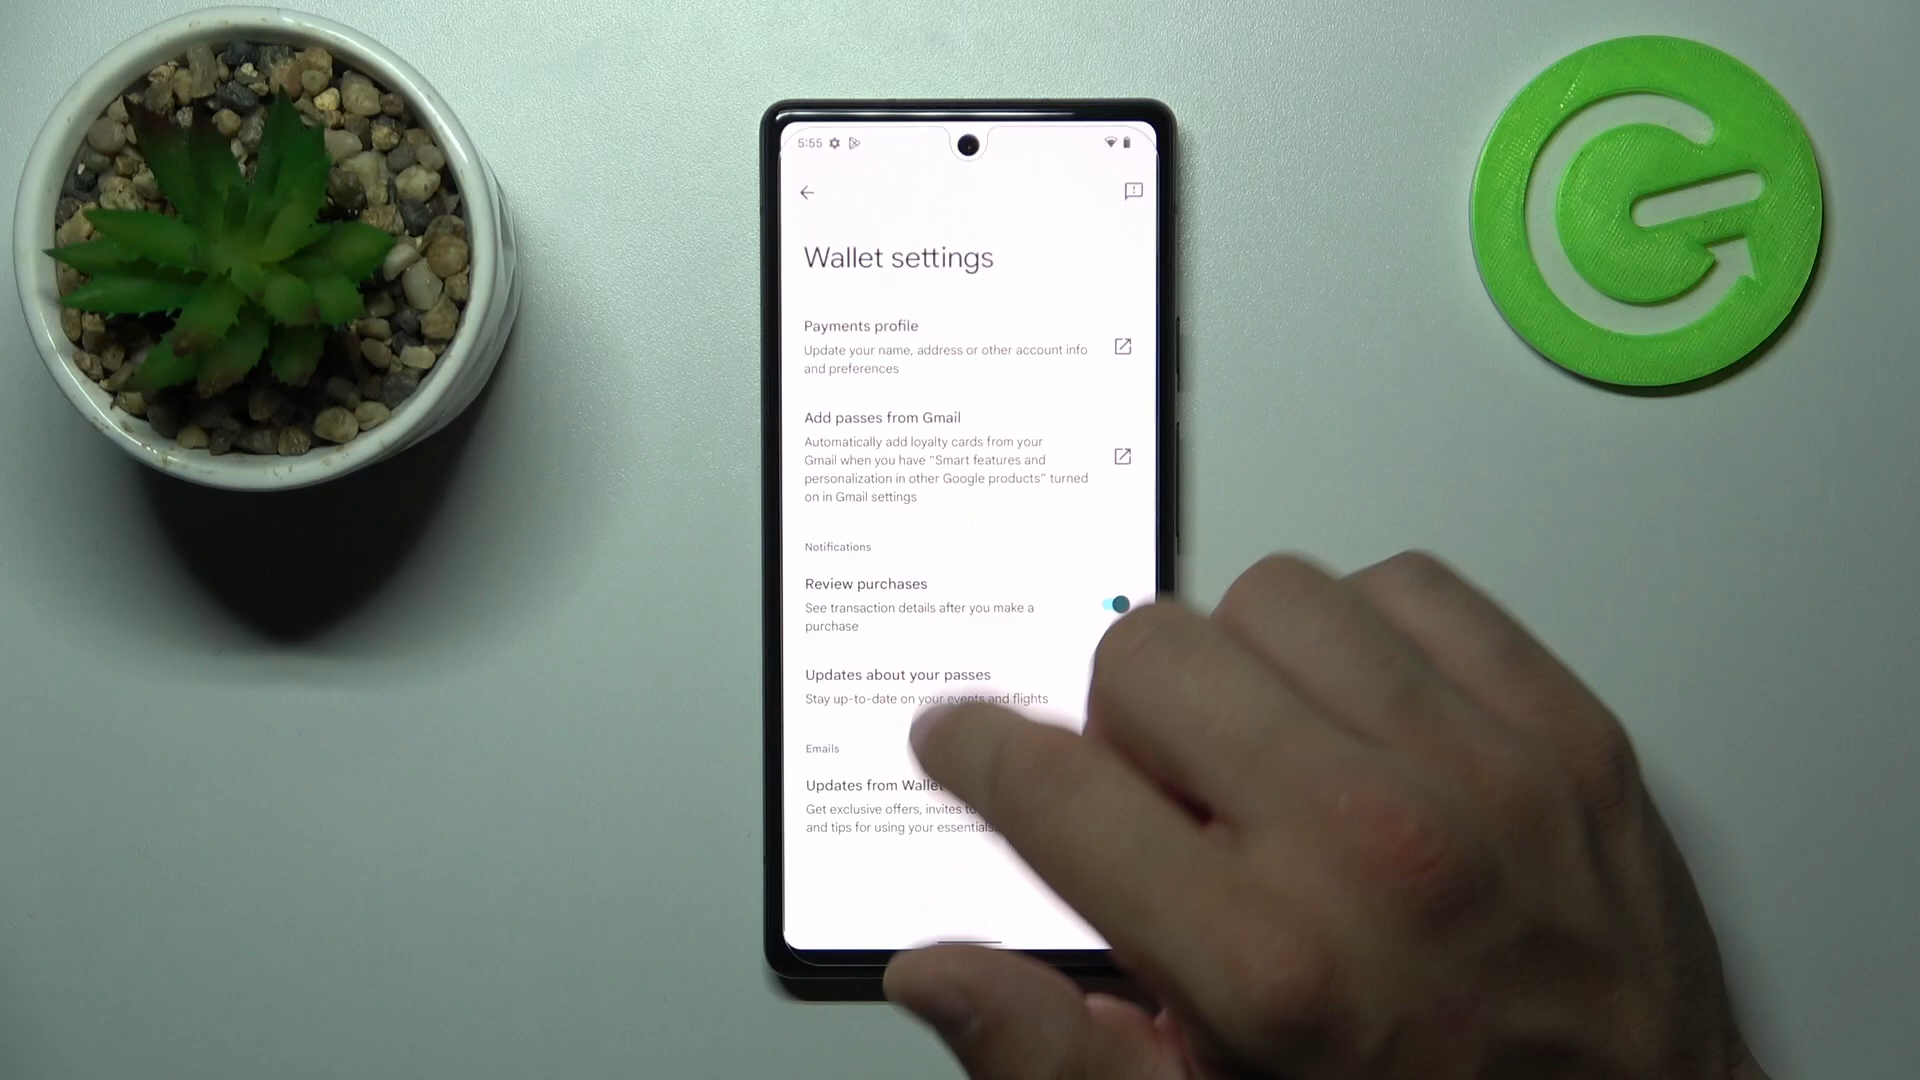 5:55
Wallet settings
Payments profile
Update your name, address or other account info
and preferences
Add passes from Gmail
Automatically add loyalty cards from your
Gmail when you have "Smart features and
personalization in other Google products" turned
on in Gmail settings
Notifications
Review purchases
See transaction details after you make a
purchase
Updates about your passes
Stay up-to-date on your events and flights
Emails
Updates from Wallet
Get exclusive offers, invites to
and tips for using your essentials